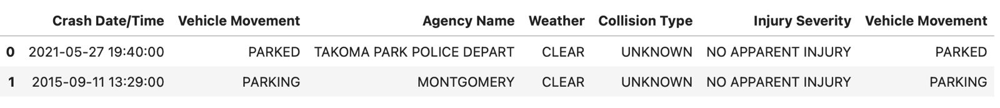 Crash Date/Time Vehicle Movement Agency Name Weather Collision Type Injury Severity Vehicle Movement
0 2021-05-27 19:40:00 PARKED TAKOMA PARK POLICE DEPART CLEAR UNKNOWN NO APPARENT INJURY PARKED
1 2015-09-11 13:29:00 PARKING MONTGOMERY CLEAR UNKNOWN NO APPARENT INJURY PARKING